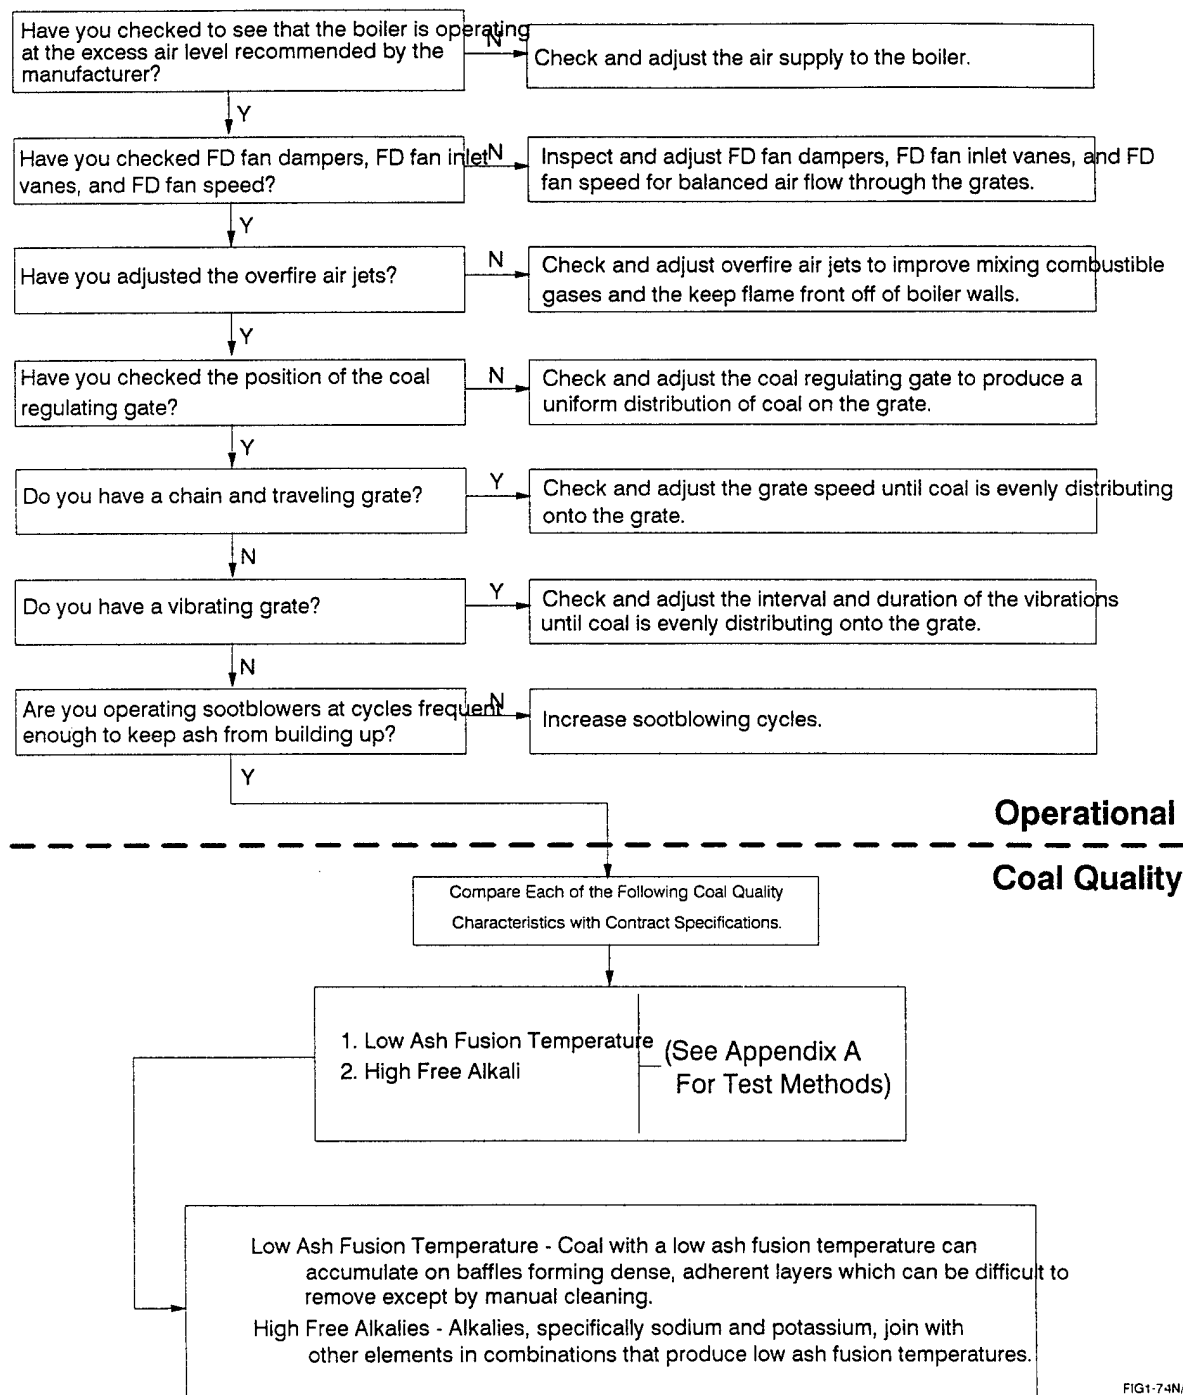 Have you checked to see that the boiler is operating
at the excess air level recommended by the
manufacturer?
N
Check and adjust the air supply to the boiler.
Y
Have you checked FD fan dampers, FD fan inlet
vanes, and FD fan speed?
N
Inspect and adjust FD fan dampers, FD fan inlet vanes, and FD
fan speed for balanced air flow through the grates.
Y
Have you adjusted the overfire air jets?
N
Check and adjust overfire air jets to improve mixing combustible
gases and the keep flame front off of boiler walls.
Y
Have you checked the position of the coal
regulating gate?
N
Check and adjust the coal regulating gate to produce a
uniform distribution of coal on the grate.
Y
Do you have a chain and traveling grate?
Y
Check and adjust the grate speed until coal is evenly distributing
onto the grate.
N
Do you have a vibrating grate?
Y
Check and adjust the interval and duration of the vibrations
until coal is evenly distributing onto the grate.
N
Are you operating sootblowers at cycles frequent
enough to keep ash from building up?
N
Increase sootblowing cycles.
Y
Operational
Coal Quality
Compare Each of the Following Coal Quality
Characteristics with Contract Specifications.
1. Low Ash Fusion Temperature
2. High Free Alkali
(See Appendix A
For Test Methods)
Low Ash Fusion Temperature - Coal with a low ash fusion temperature can
accumulate on baffles forming dense, adherent layers which can be difficult to
remove except by manual cleaning.
High Free Alkalies - Alkalies, specifically sodium and potassium, join with
other elements in combinations that produce low ash fusion temperatures.